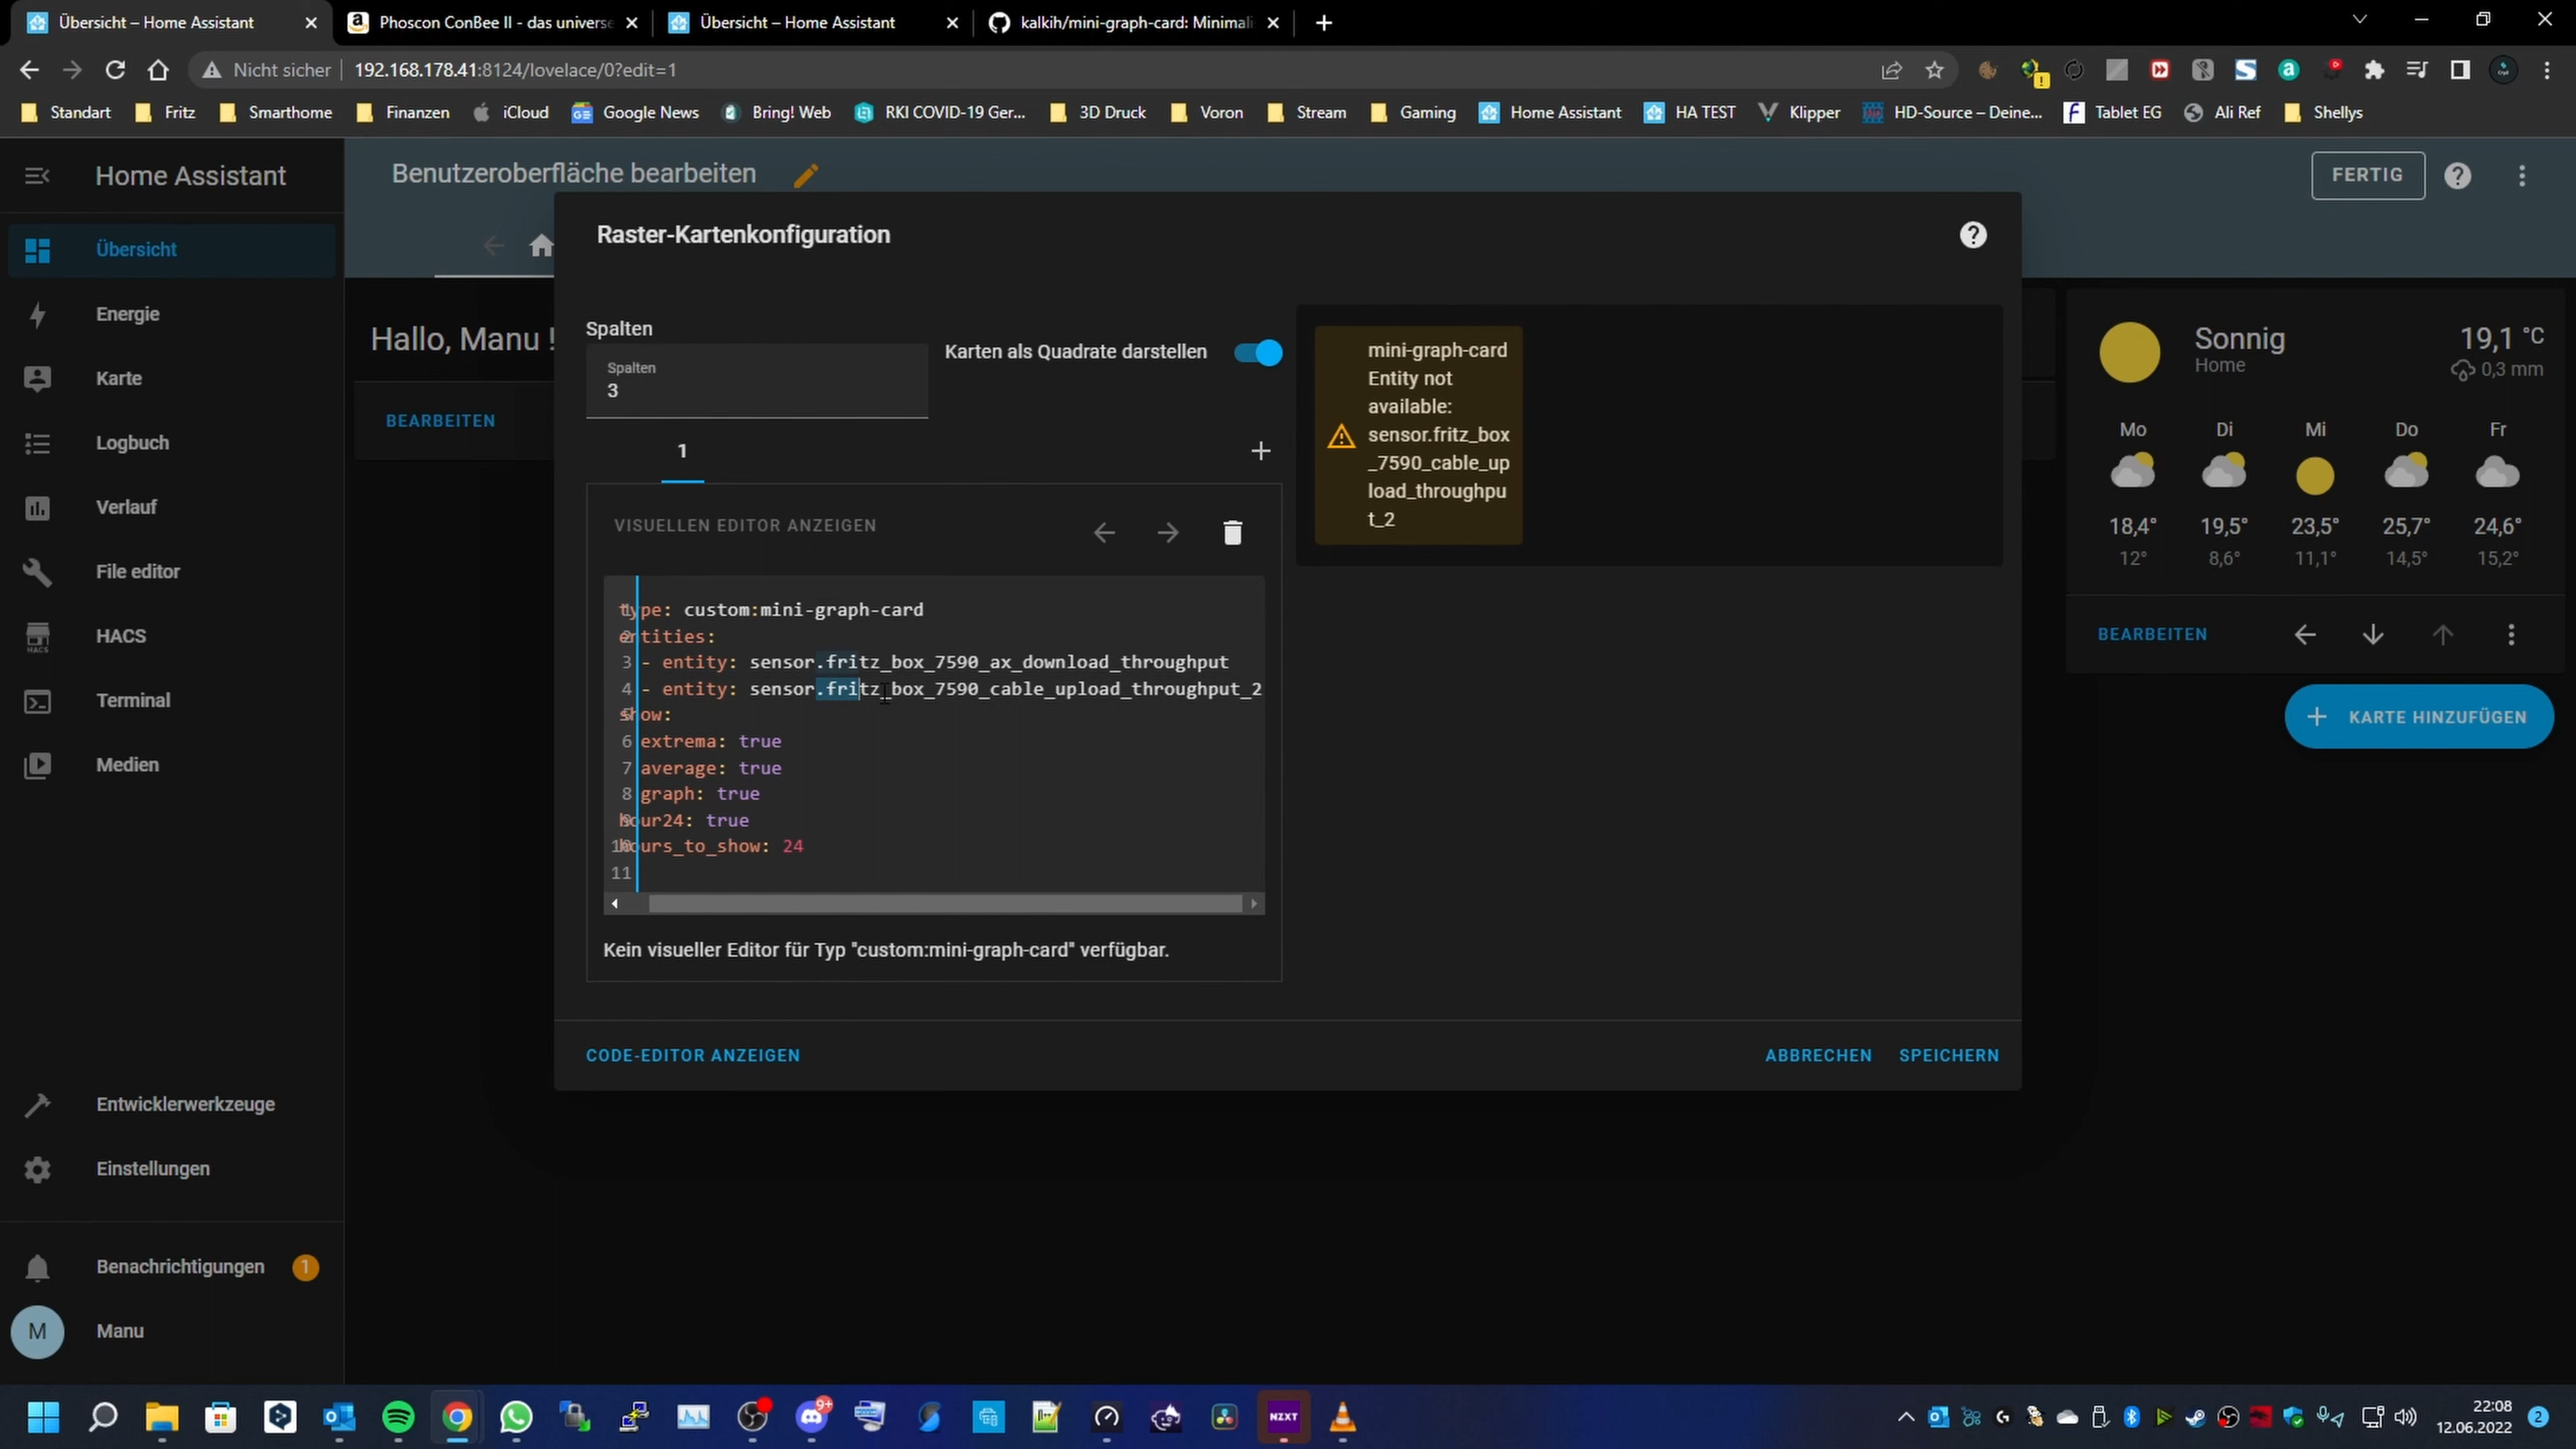 Übersicht – Home Assistant
Phoscon ConBee II - das universe
Übersicht – Home Assistant
kalkih/mini-graph-card: Minimali
Nicht sicher
192.168.178.41:8124/lovelace/0?edit=1
Standart
Fritz
Smarthome
Finanzen
iCloud
Google News
Bring! Web
RKI COVID-19 Ger...
3D Druck
Voron
Stream
Gaming
Home Assistant
HA TEST
Klipper
HD-Source – Deine...
Tablet EG
Ali Ref
Shellys
Home Assistant
Benutzeroberfläche bearbeiten
FERTIG
Übersicht
Energie
Karte
Logbuch
Verlauf
File editor
HACS
Terminal
Medien
Entwicklerwerkzeuge
Einstellungen
Benachrichtigungen
1
M
Manu
Hallo, Manu !
BEARBEITEN
Raster-Kartenkonfiguration
Spalten
Spalten
3
Karten als Quadrate darstellen
1
VISUELLEN EDITOR ANZEIGEN
1 type: custom:mini-graph-card
2 entities:
3 - entity: sensor.fritz_box_7590_ax_download_throughput
4 - entity: sensor.fritz_box_7590_cable_upload_throughput_2
5 show:
6 extrema: true
7 average: true
8 graph: true
9 hour24: true
10 hours_to_show: 24
11
Kein visueller Editor für Typ "custom:mini-graph-card" verfügbar.
mini-graph-card
Entity not
available:
sensor.fritz_box
_7590_cable_up
load_throughpu
t_2
CODE-EDITOR ANZEIGEN
ABBRECHEN
SPEICHERN
Sonnig
Home
19,1 °C
0,3 mm
Mo Di Mi Do Fr
18,4° 19,5° 23,5° 25,7° 24,6°
12° 8,6° 11,1° 14,5° 15,2°
BEARBEITEN
KARTE HINZUFÜGEN
9+
NZXT
22:08
12.06.2022
2